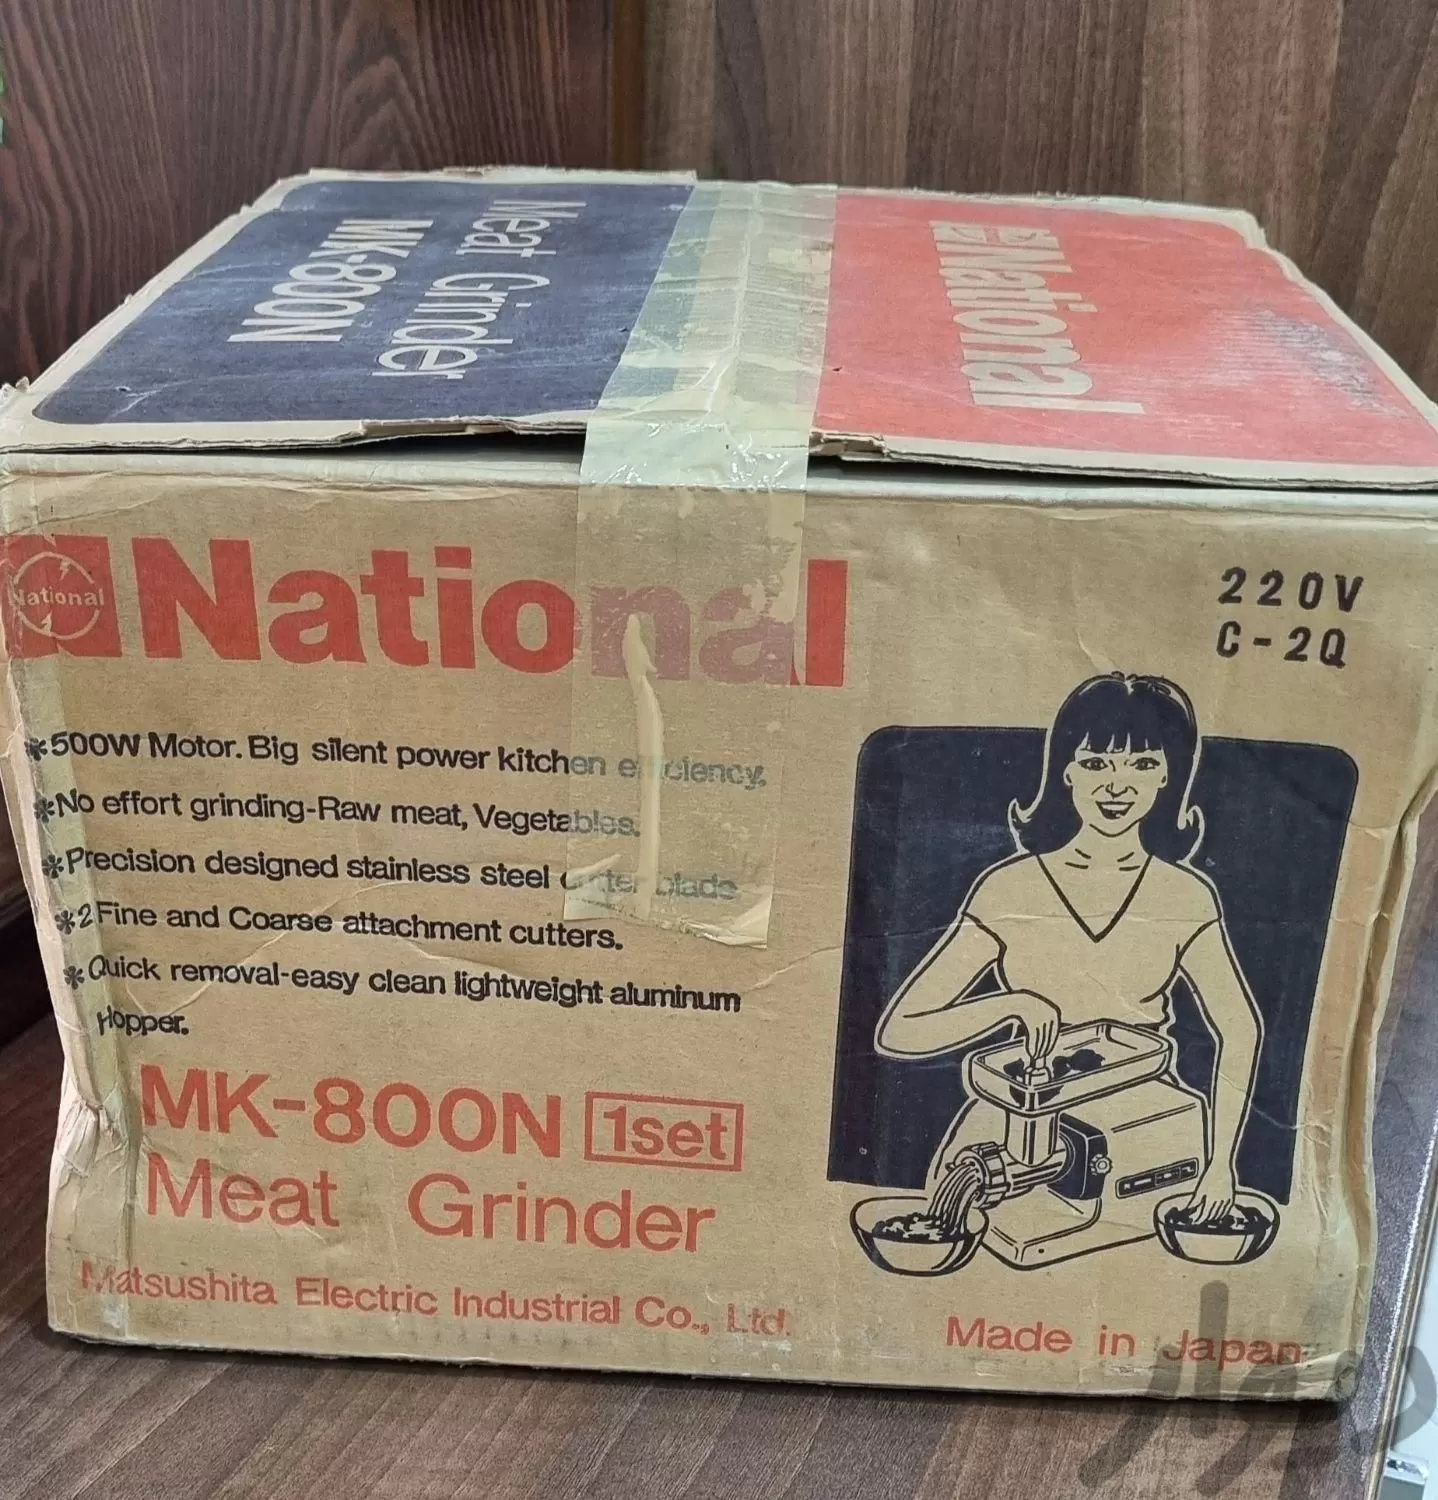 Meat Grinder
MK-800N
National
National
National
220V
C-2Q
*500W Motor. Big silent power kitchen efficiency.
*No effort grinding-Raw meat, Vegetables.
*Precision designed stainless steel cutter blade
*2 Fine and Coarse attachment cutters.
*Quick removal-easy clean lightweight aluminum
Hopper.
MK-800N 1set
Meat Grinder
Matsushita Electric Industrial Co., Ltd.
Made in Japan
دیوار